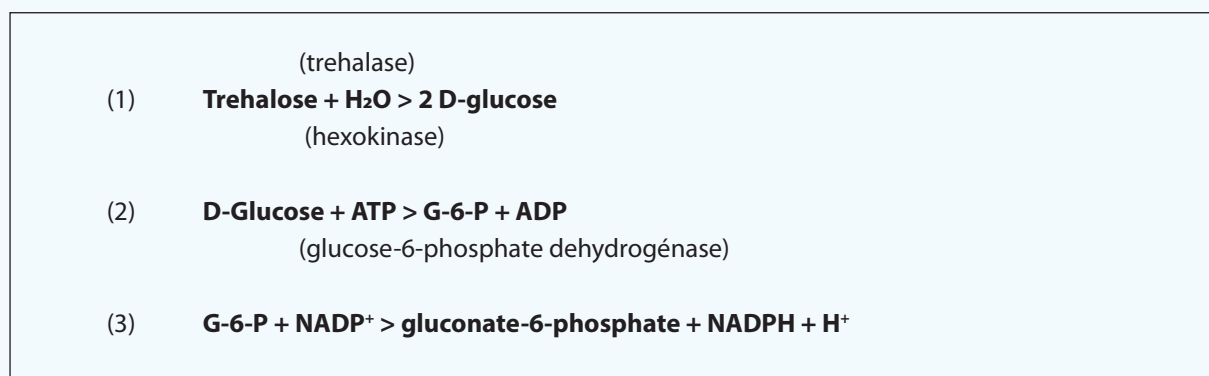 (trehalase)
(1) Trehalose + H₂O > 2 D-glucose
(hexokinase)
(2) D-Glucose + ATP > G-6-P + ADP
(glucose-6-phosphate dehydrogénase)
(3) G-6-P + NADP⁺ > gluconate-6-phosphate + NADPH + H⁺